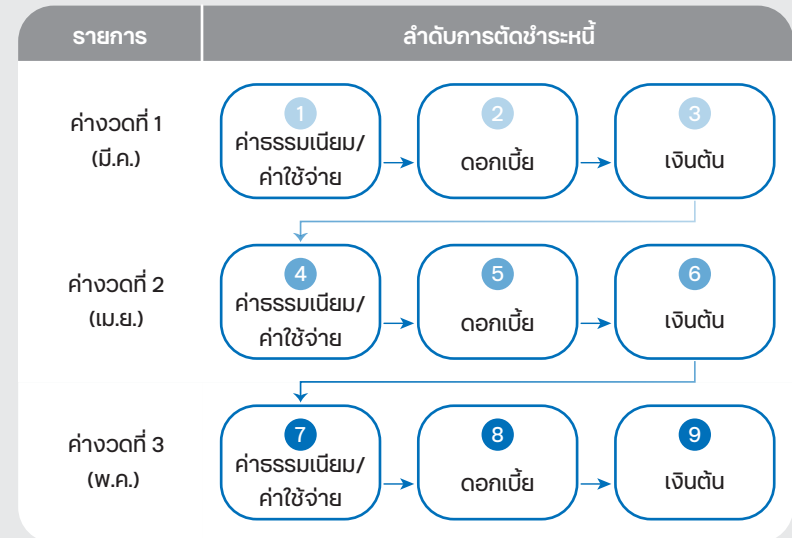 รายการ
ลำดับการตัดชำระหนี้
ค่างวดที่ 1
(มี.ค.)
1
ค่าธรรมเนียม/
ค่าใช้จ่าย
2
ดอกเบี้ย
3
เงินต้น
ค่างวดที่ 2
(เม.ย.)
4
ค่าธรรมเนียม/
ค่าใช้จ่าย
5
ดอกเบี้ย
6
เงินต้น
ค่างวดที่ 3
(พ.ค.)
7
ค่าธรรมเนียม/
ค่าใช้จ่าย
8
ดอกเบี้ย
9
เงินต้น